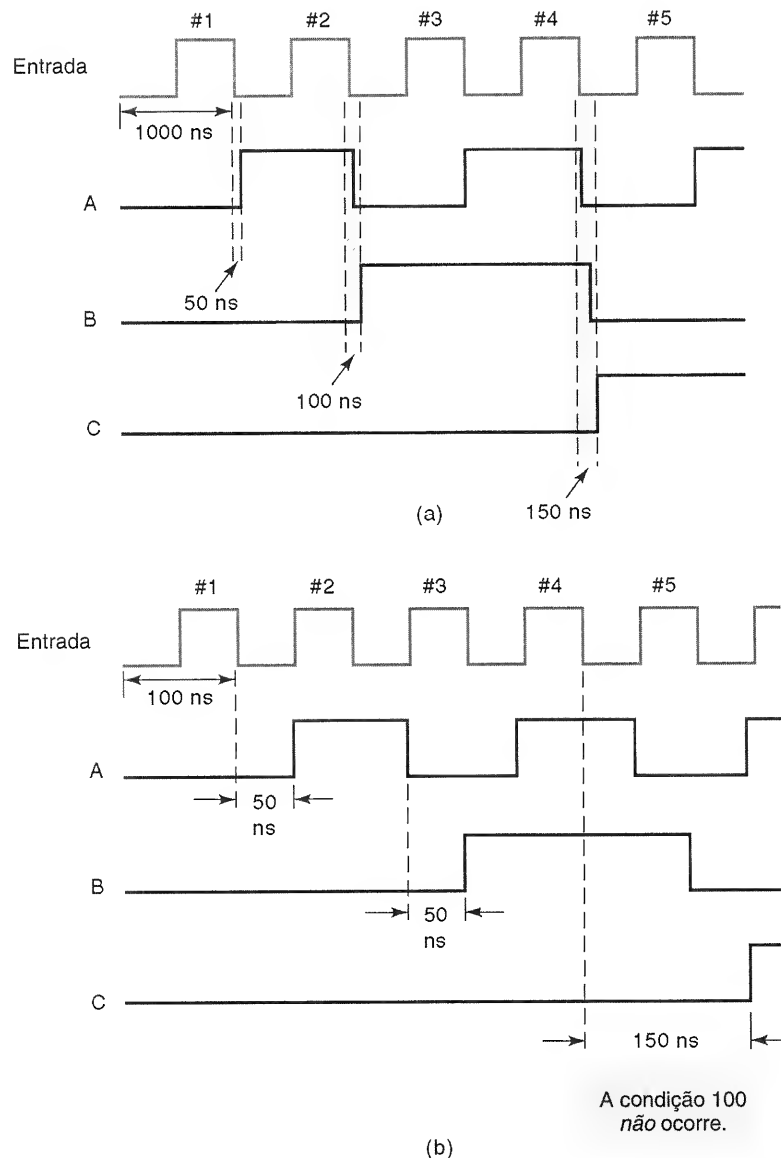 #1 #2 #3 #4 #5
Entrada
1000 ns
A
50 ns
B
100 ns
C
150 ns
(a)
#1 #2 #3 #4 #5
Entrada
100 ns
A
50
ns
B
50
ns
C
150 ns
A condição 100
não ocorre.
(b)